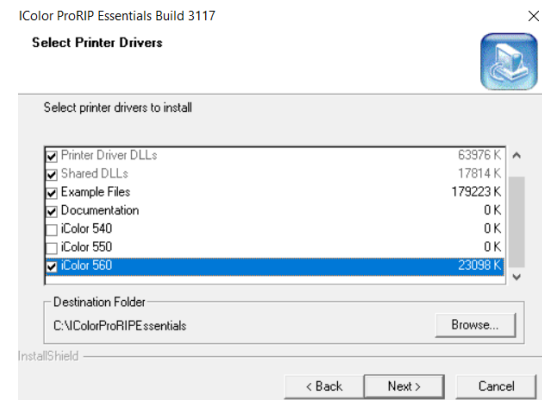 IColor ProRIP Essentials Build 3117
Select Printer Drivers
Select printer drivers to install
Printer Driver DLLs 63976 K
Shared DLLs 17814 K
Example Files 179223 K
Documentation 0 K
iColor 540 0 K
iColor 550 0 K
iColor 560 23098 K
Destination Folder
C:\IColorProRIPEssentials Browse...
InstallShield
< Back Next > Cancel